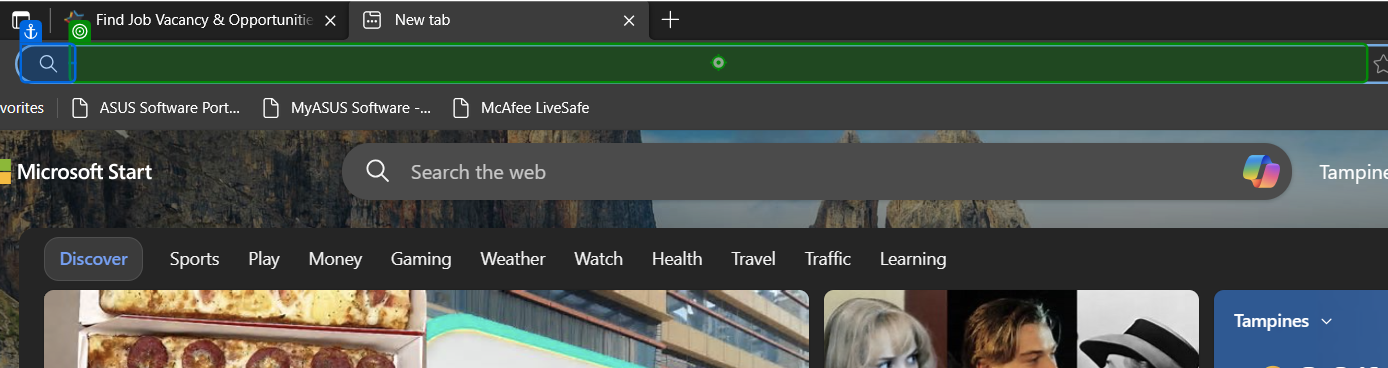 Find Job Vacancy & Opportunitie
New tab
vorites
ASUS Software Port...
MyASUS Software -...
McAfee LiveSafe
Microsoft Start
Search the web
Tampine
Discover
Sports
Play
Money
Gaming
Weather
Watch
Health
Travel
Traffic
Learning
Tampines